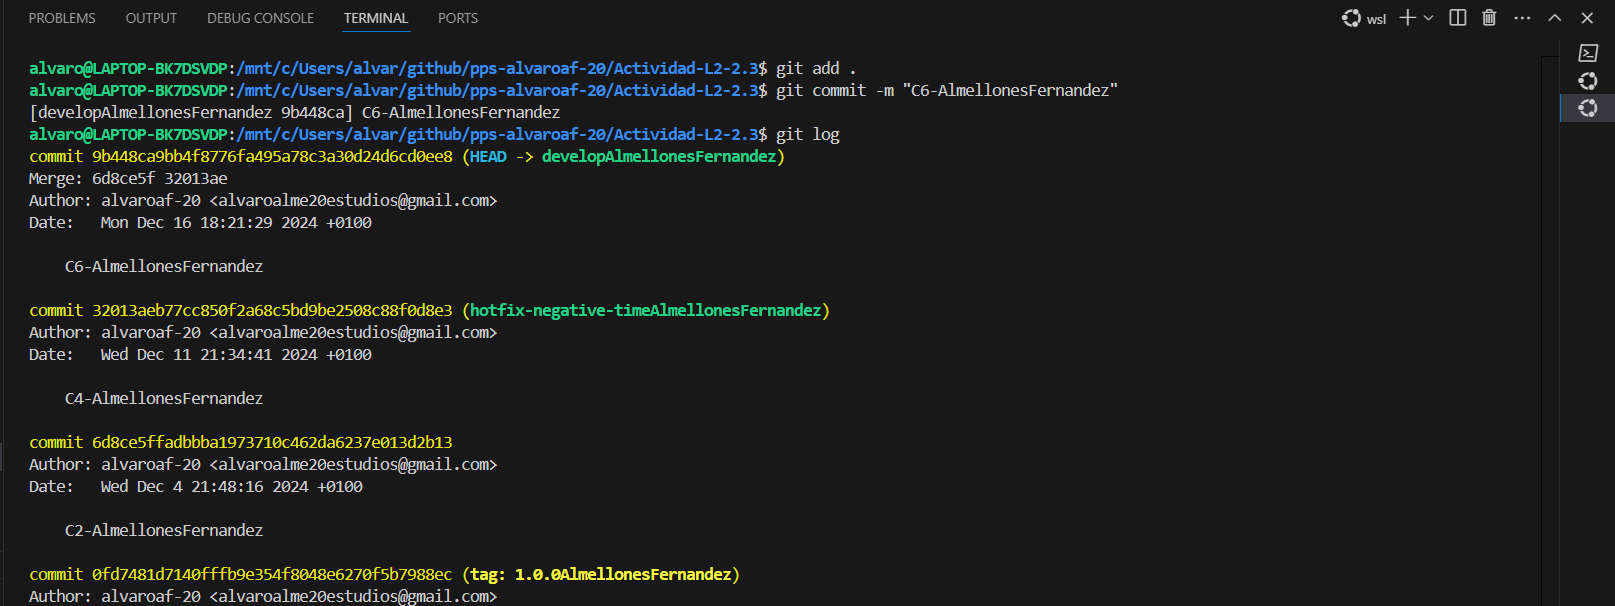 PROBLEMS OUTPUT DEBUG CONSOLE TERMINAL PORTS wsl
alvaro@LAPTOP-BK7DSVDP:/mnt/c/Users/alvar/github/pps-alvaroaf-20/Actividad-L2-2.3$ git add .
alvaro@LAPTOP-BK7DSVDP:/mnt/c/Users/alvar/github/pps-alvaroaf-20/Actividad-L2-2.3$ git commit -m "C6-AlmellonesFernandez"
[developAlmellonesFernandez 9b448ca] C6-AlmellonesFernandez
alvaro@LAPTOP-BK7DSVDP:/mnt/c/Users/alvar/github/pps-alvaroaf-20/Actividad-L2-2.3$ git log
commit 9b448ca9bb4f8776fa495a78c3a30d24d6cd0ee8 (HEAD -> developAlmellonesFernandez)
Merge: 6d8ce5f 32013ae
Author: alvaroaf-20 <alvaroalme20estudios@gmail.com>
Date:   Mon Dec 16 18:21:29 2024 +0100
C6-AlmellonesFernandez
commit 32013aeb77cc850f2a68c5bd9be2508c88f0d8e3 (hotfix-negative-timeAlmellonesFernandez)
Author: alvaroaf-20 <alvaroalme20estudios@gmail.com>
Date:   Wed Dec 11 21:34:41 2024 +0100
C4-AlmellonesFernandez
commit 6d8ce5ffadbbba1973710c462da6237e013d2b13
Author: alvaroaf-20 <alvaroalme20estudios@gmail.com>
Date:   Wed Dec 4 21:48:16 2024 +0100
C2-AlmellonesFernandez
commit 0fd7481d7140fffb9e354f8048e6270f5b7988ec (tag: 1.0.0AlmellonesFernandez)
Author: alvaroaf-20 <alvaroalme20estudios@gmail.com>